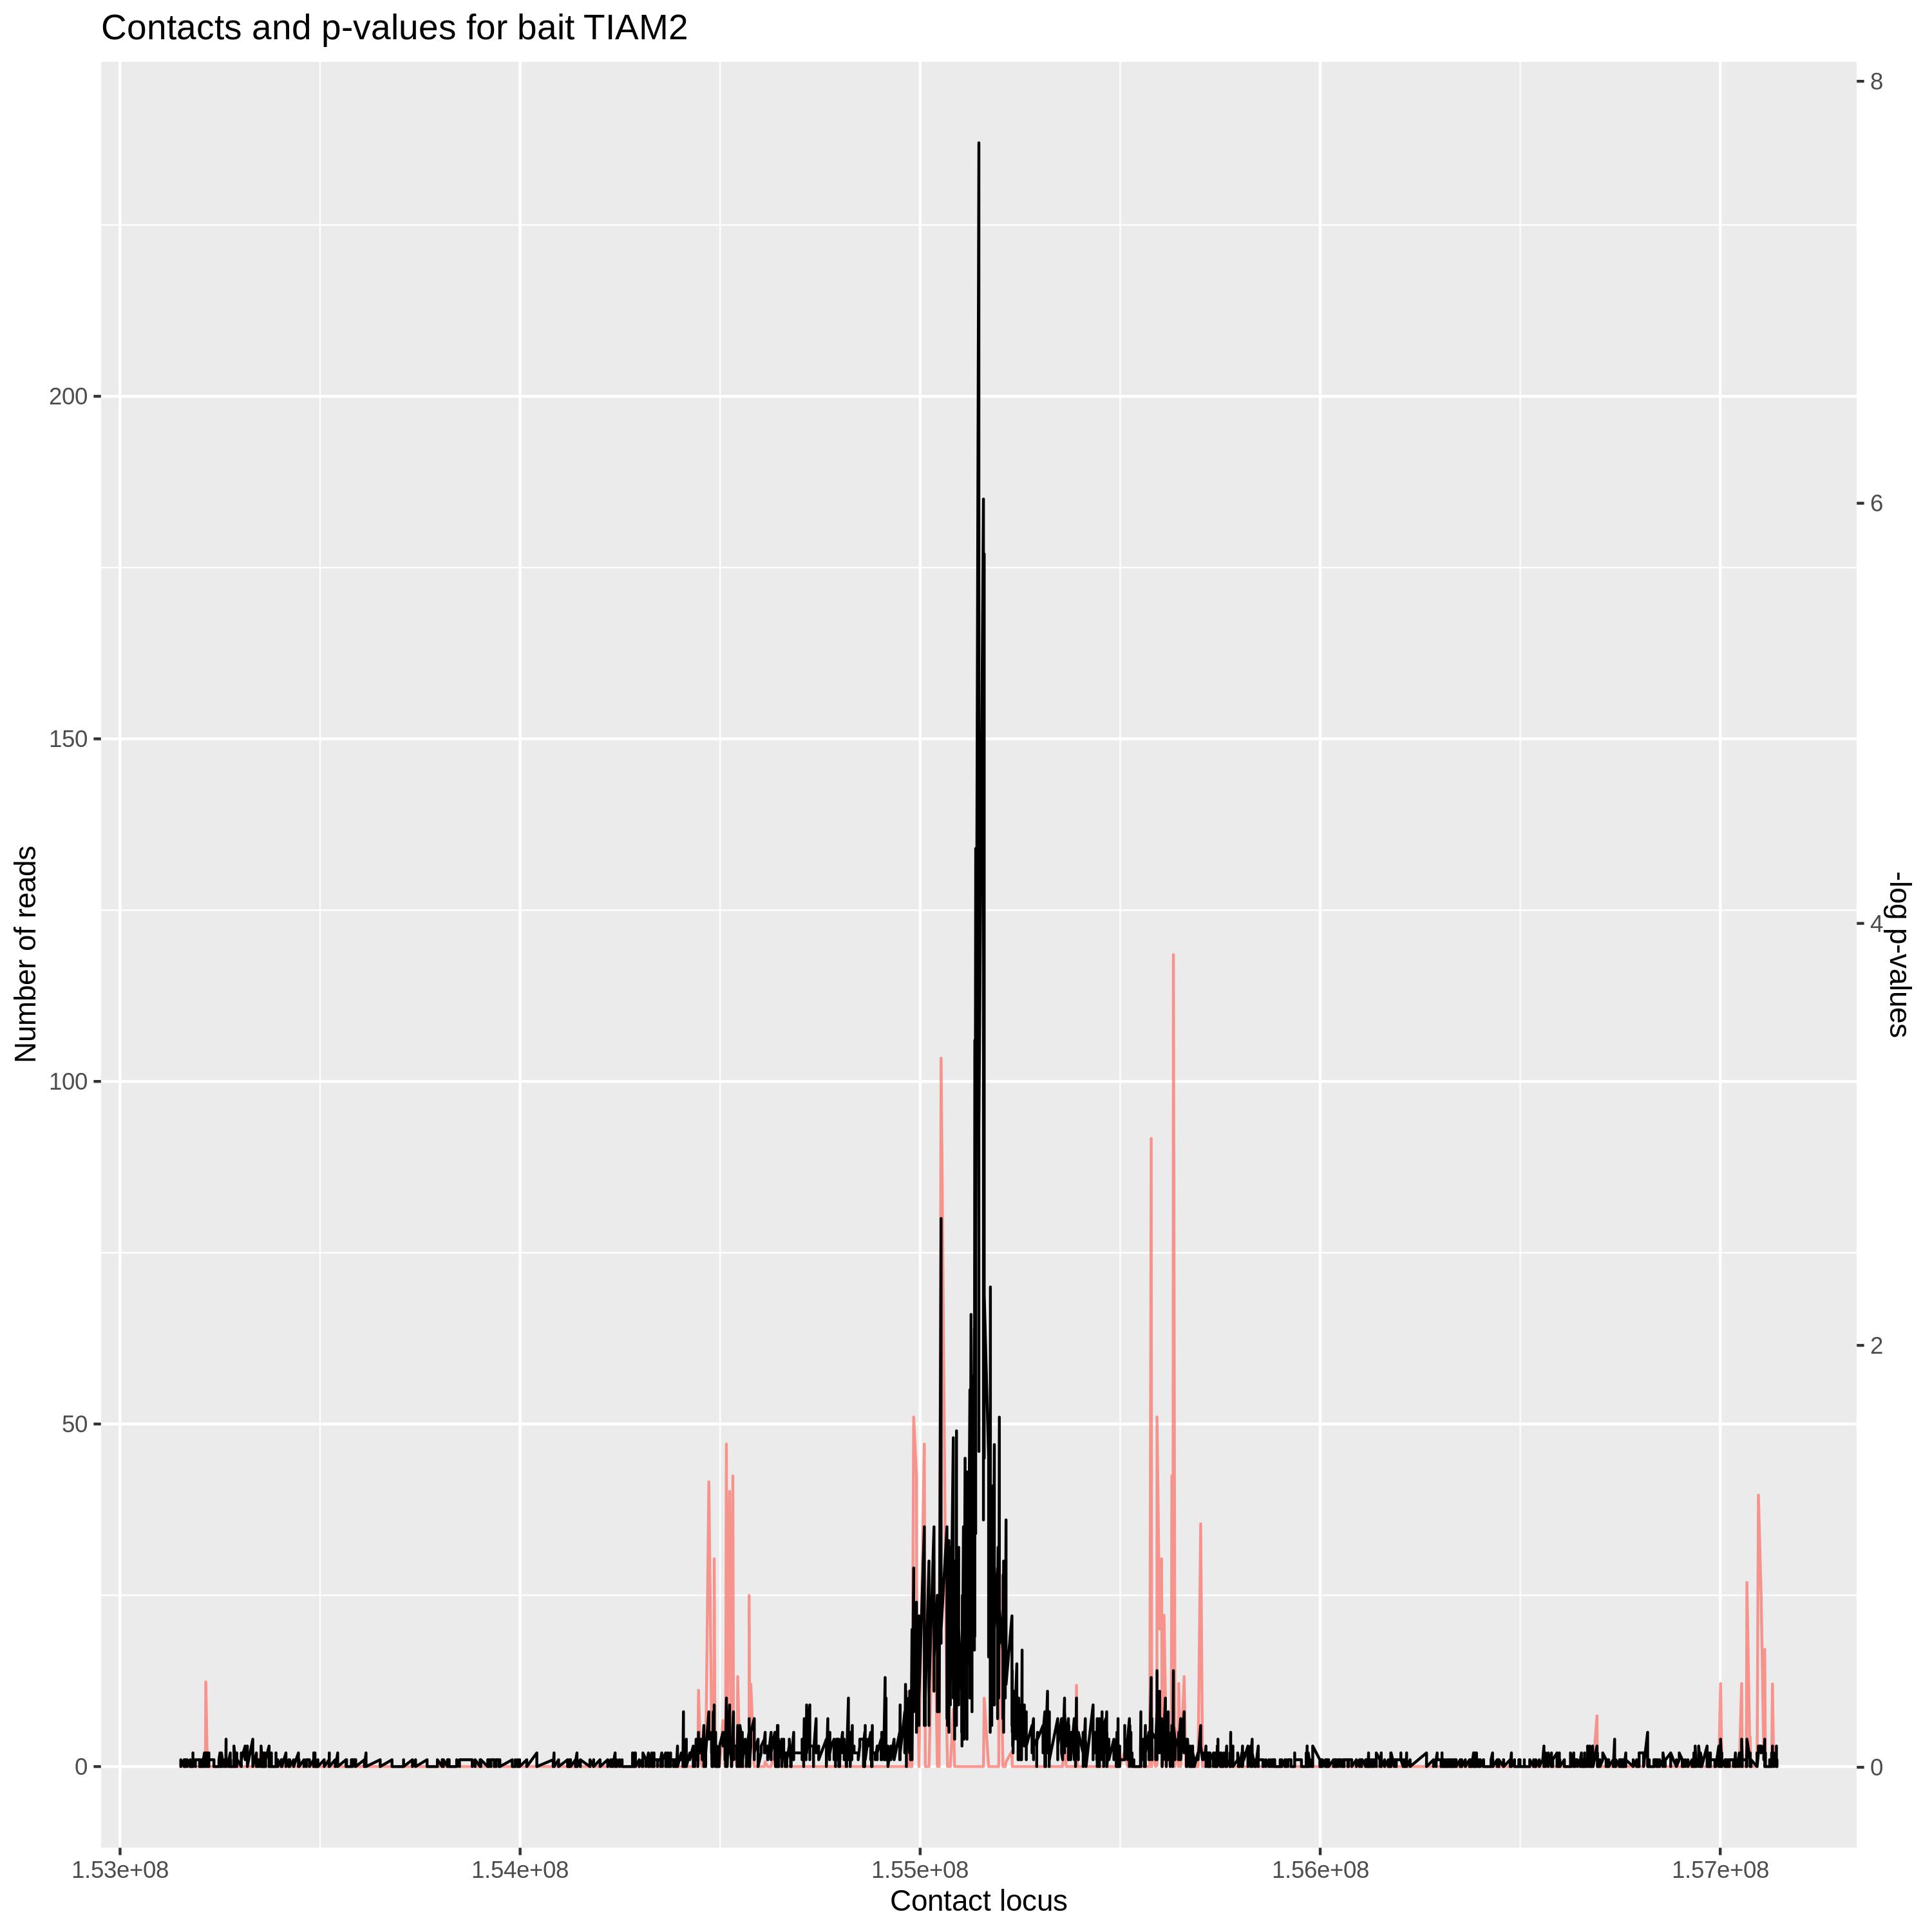 Contacts and p-values for bait TIAM2
8
6
4
2
0
-log p-values
200
150
100
50
0
Number of reads
1.53e+08
1.54e+08
1.55e+08
1.56e+08
1.57e+08
Contact locus